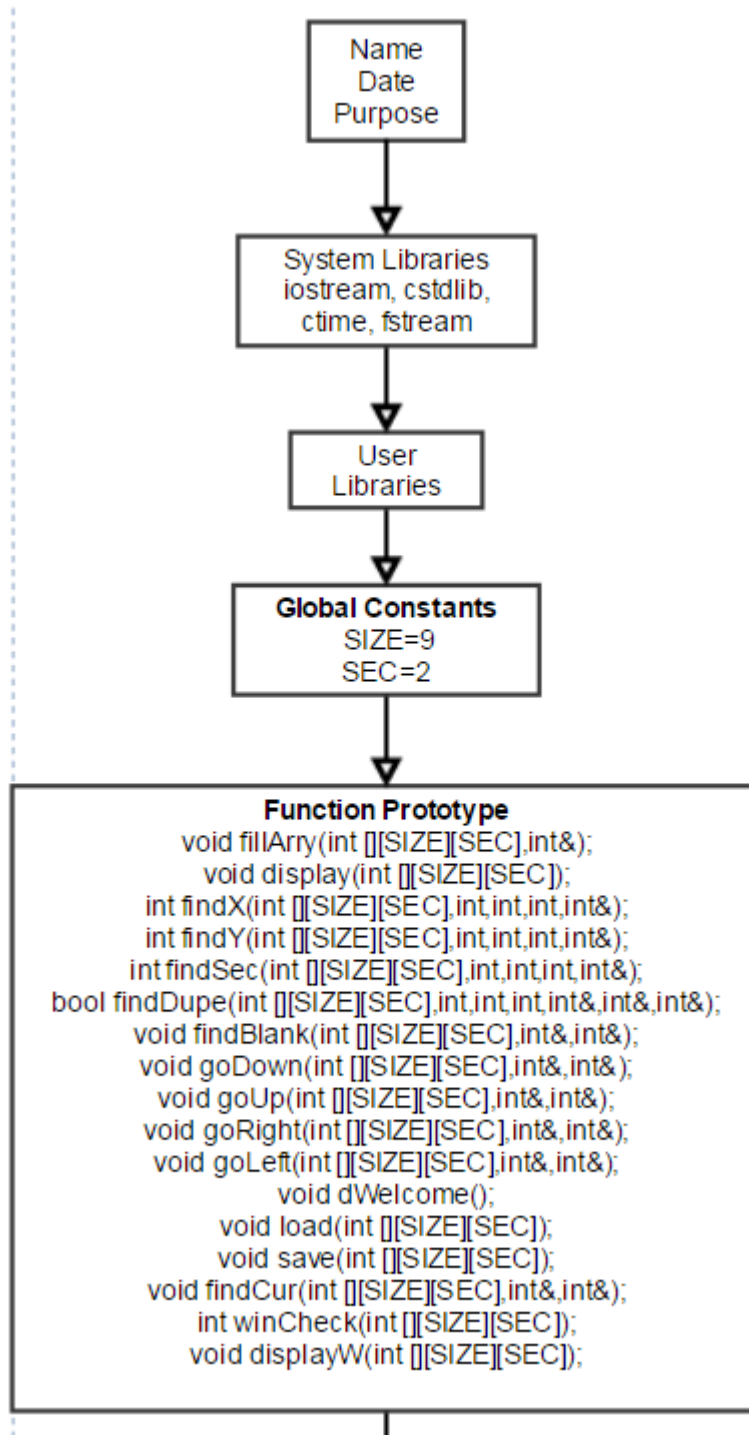 Name
Date
Purpose
System Libraries
iostream, cstdlib,
ctime, fstream
User
Libraries
Global Constants
SIZE=9
SEC=2
Function Prototype
void fillArry(int [][SIZE][SEC],int&);
void display(int [][SIZE][SEC]);
int findX(int [][SIZE][SEC],int,int,int,int&);
int findY(int [][SIZE][SEC],int,int,int,int&);
int findSec(int [][SIZE][SEC],int,int,int,int&);
bool findDupe(int [][SIZE][SEC],int,int,int,int&,int&,int&);
void findBlank(int [][SIZE][SEC],int&,int&);
void goDown(int [][SIZE][SEC],int&,int&);
void goUp(int [][SIZE][SEC],int&,int&);
void goRight(int [][SIZE][SEC],int&,int&);
void goLeft(int [][SIZE][SEC],int&,int&);
void dWelcome();
void load(int [][SIZE][SEC]);
void save(int [][SIZE][SEC]);
void findCur(int [][SIZE][SEC],int&,int&);
int winCheck(int [][SIZE][SEC]);
void displayW(int [][SIZE][SEC]);